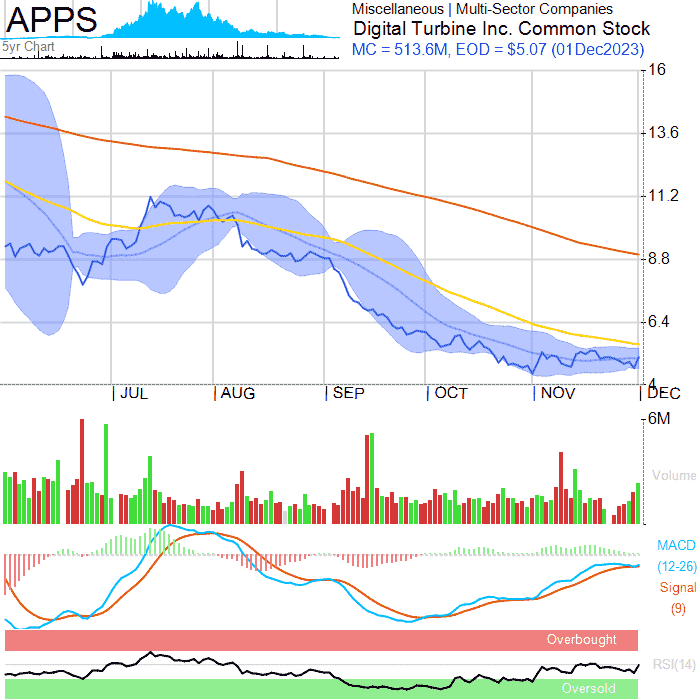 APPS
5yr Chart
Miscellaneous | Multi-Sector Companies
Digital Turbine Inc. Common Stock
MC = 513.6M, EOD = $5.07 (01Dec2023)
16
13.6
11.2
8.8
6.4
4
JUL AUG SEP OCT NOV DEC
6M
Volume
MACD
(12-26)
Signal
(9)
Overbought
RSI(14)
Oversold